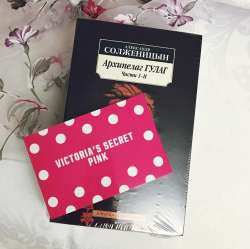 АЛЕКСАНДР
СОЛЖЕНИЦЫН
Архипелаг ГУЛАГ
Части I-II
VICTORIA'S SECRET
PINK